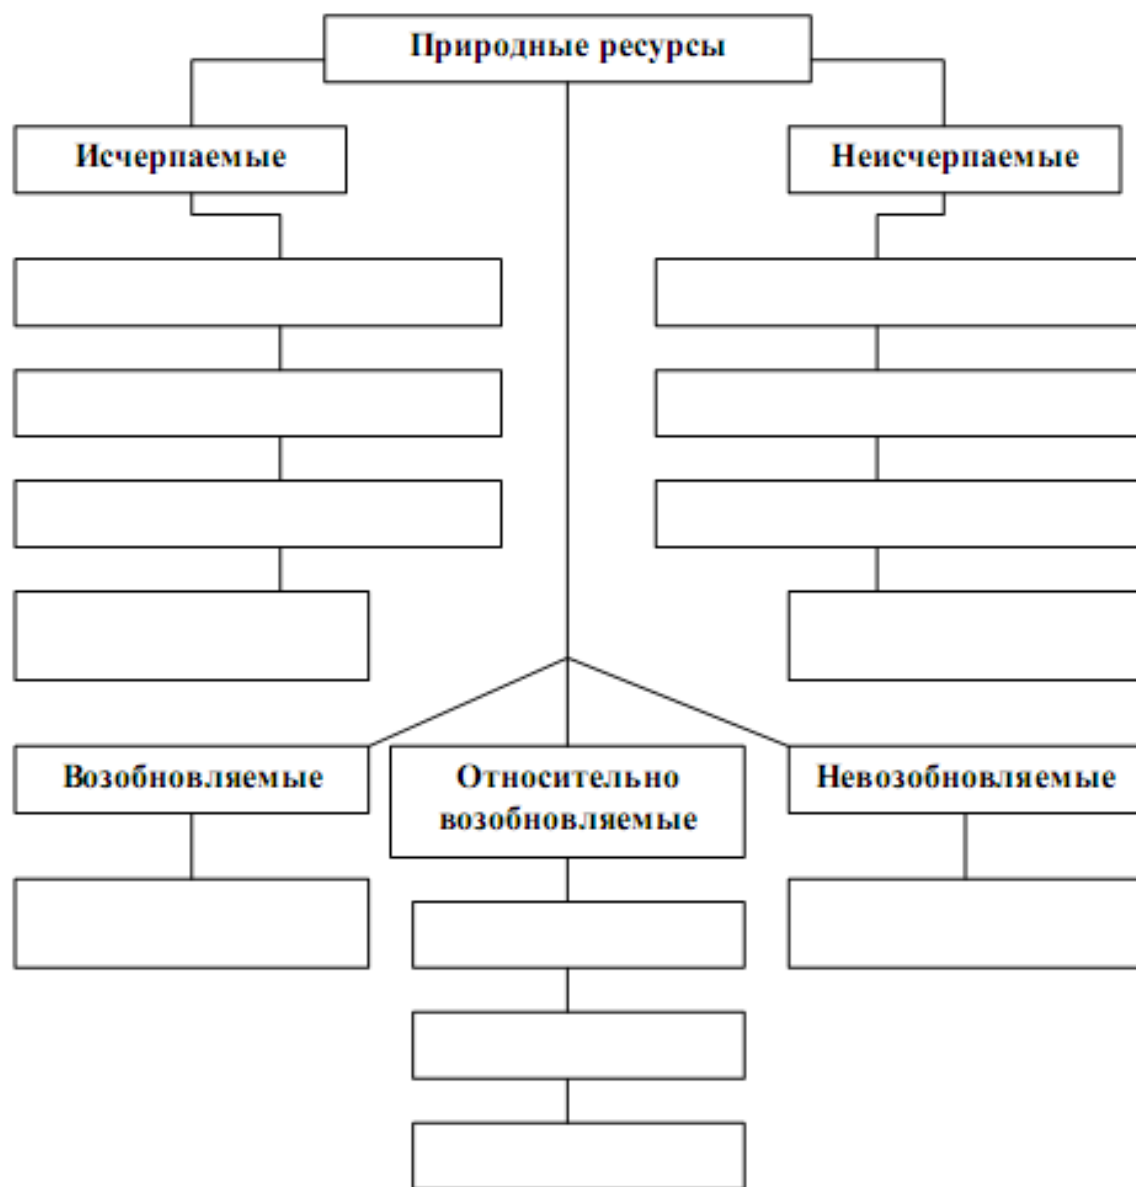 Природные ресурсы
Исчерпаемые
Неисчерпаемые
Возобновляемые
Относительно
возобновляемые
Невозобновляемые